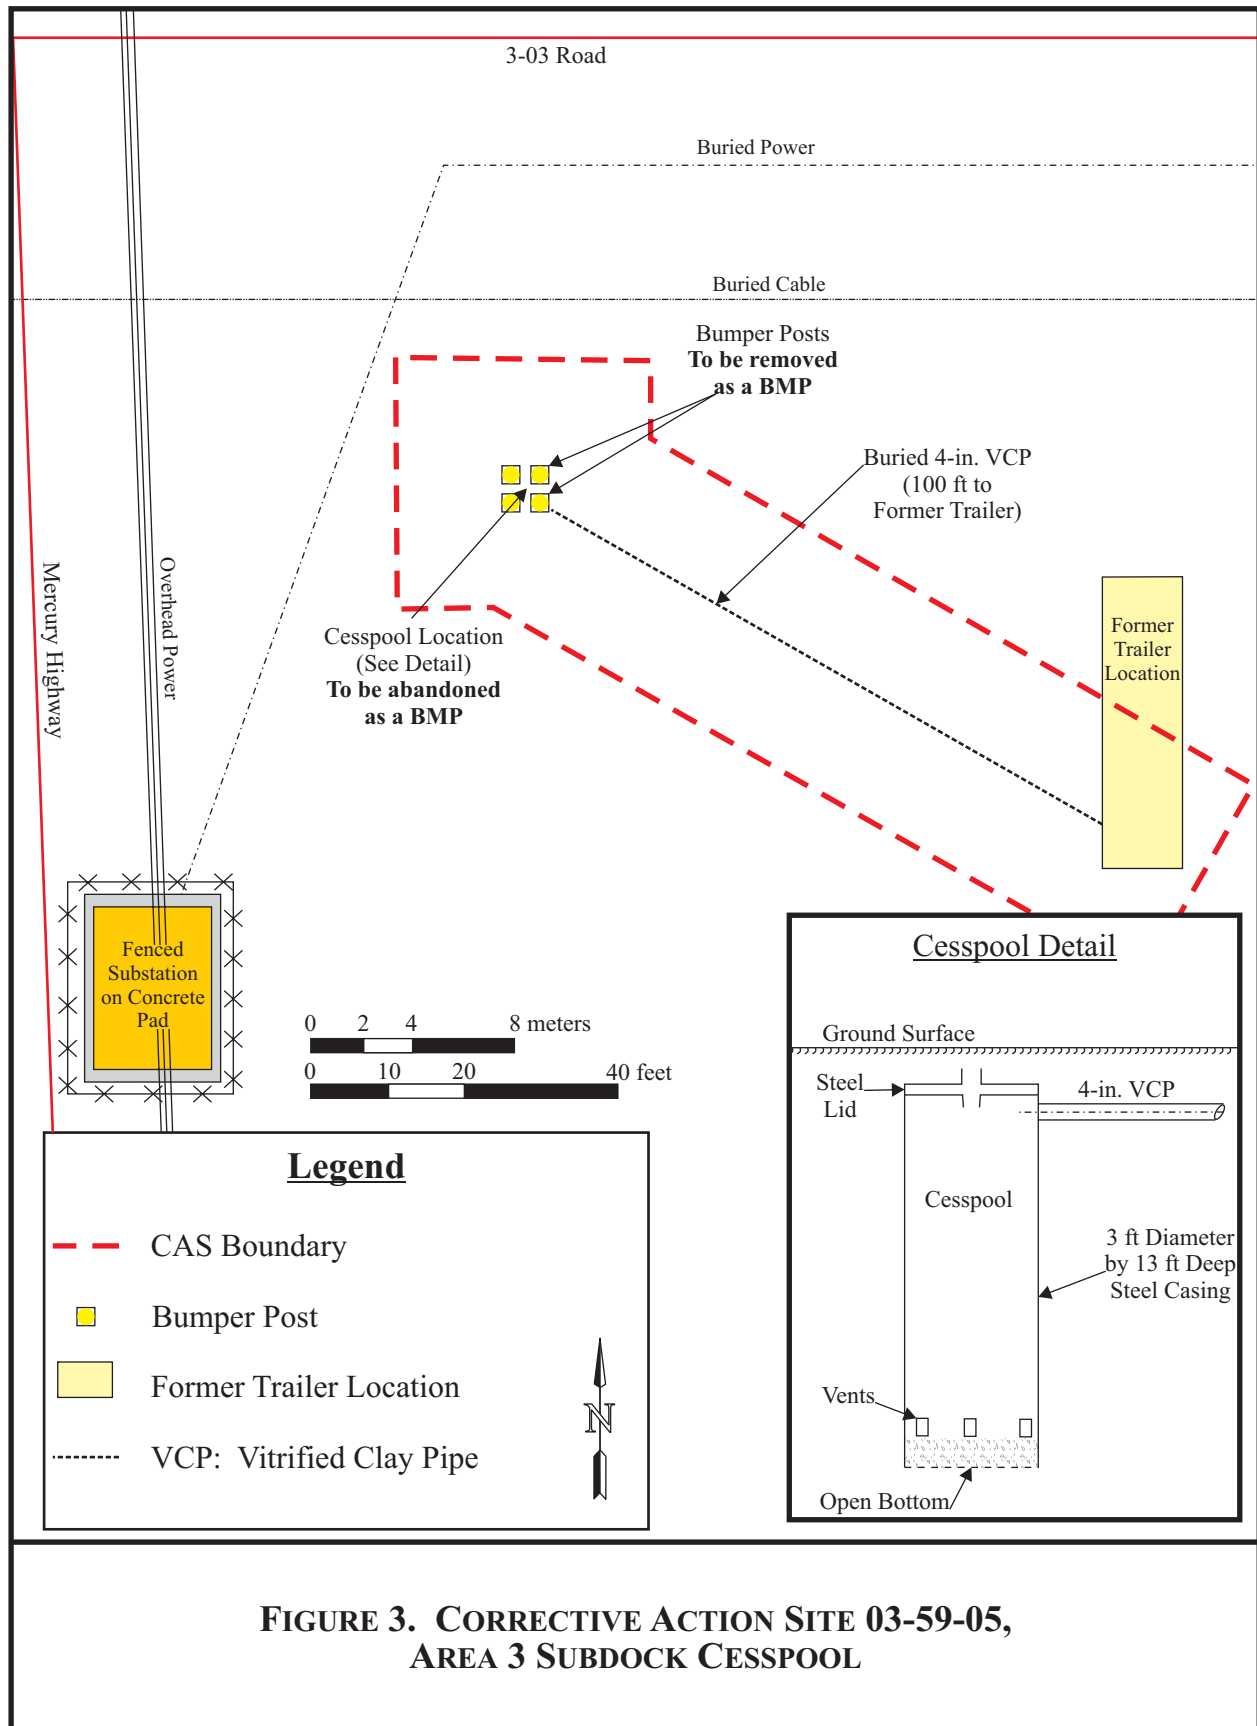 3-03 Road
Buried Power
Buried Cable
Bumper Posts
To be removed
as a BMP
Buried 4-in. VCP
(100 ft to
Former Trailer)
Mercury Highway
Overhead Power
Cesspool Location
(See Detail)
To be abandoned
as a BMP
Former
Trailer
Location
Fenced
Substation
on Concrete
Pad
0 2 4 8 meters
0 10 20 40 feet
Cesspool Detail
Ground Surface
Steel
Lid
4-in. VCP
Cesspool
3 ft Diameter
by 13 ft Deep
Steel Casing
Vents
Open Bottom
Legend
CAS Boundary
Bumper Post
Former Trailer Location
VCP: Vitrified Clay Pipe
N
FIGURE 3. CORRECTIVE ACTION SITE 03-59-05,
AREA 3 SUBDOCK CESSPOOL